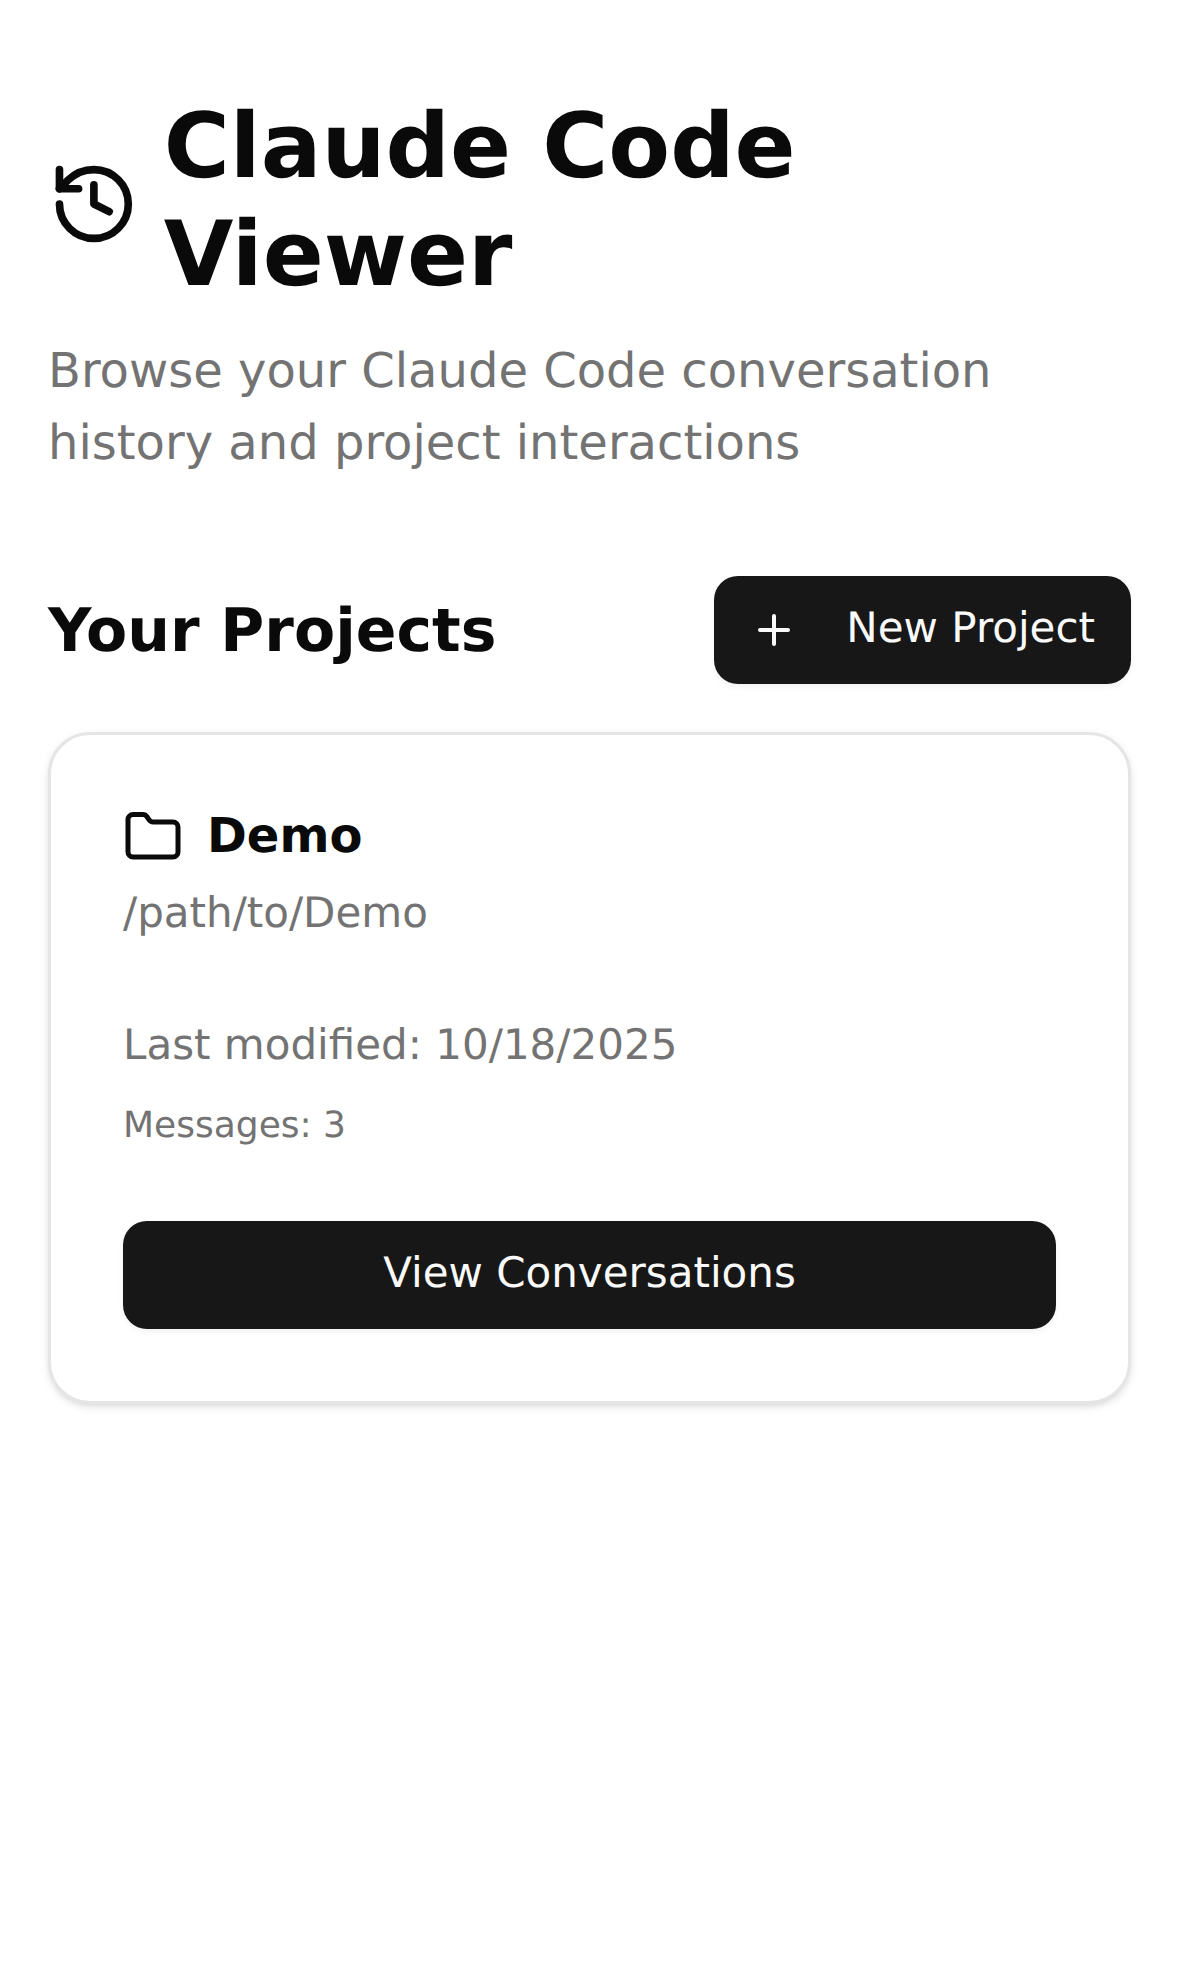 Claude Code
Viewer
Browse your Claude Code conversation
history and project interactions
Your Projects
New Project
Demo
/path/to/Demo
Last modified: 10/18/2025
Messages: 3
View Conversations